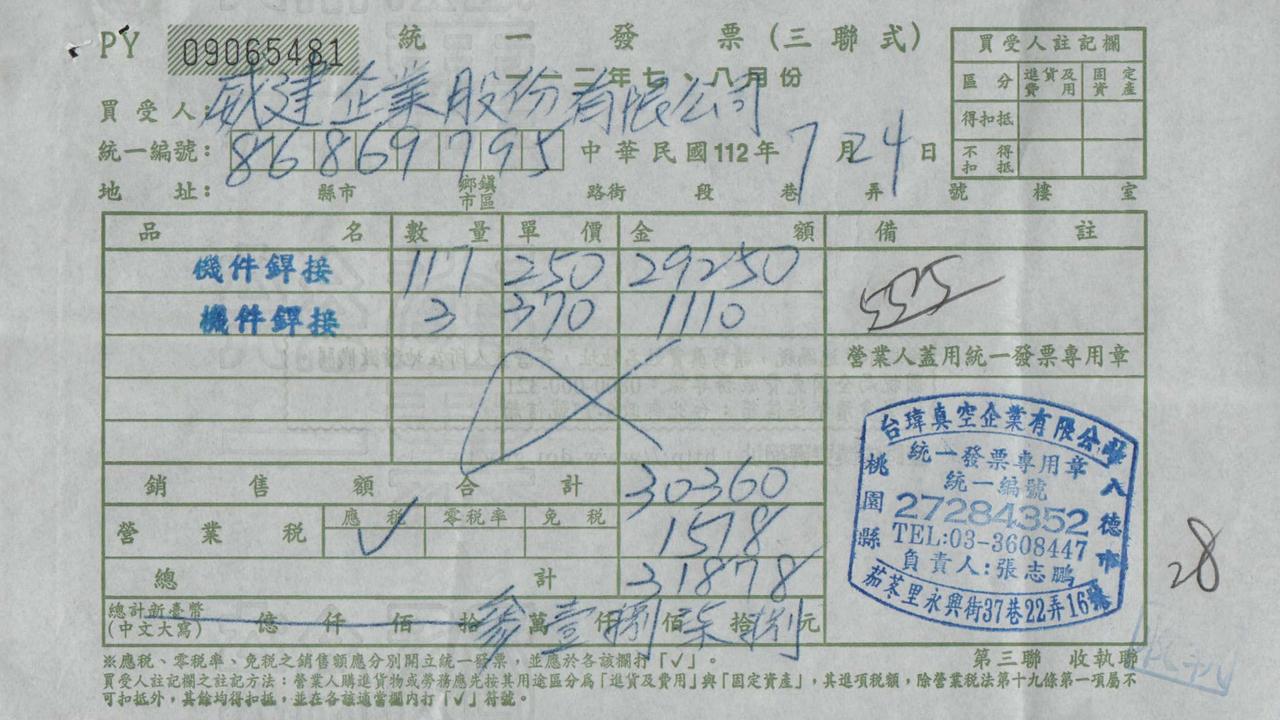 PY 09065481 統一發票(三聯式)
一一二年七、八月份
買受人：威建企業股份有限公司
統一編號：86869795 中華民國112年7月24日
地址： 縣市 鄉鎮市區 路街 段 巷 弄 號 樓 室
買受人註記欄
區分 進貨及費用 固定資產
得扣抵
不得扣抵
品名 數量 單價 金額 備註
機件銲接 117 250 29250
機件銲接 3 370 1110
銷售額合計 30360
營業稅 應稅 ✓ 零稅率 免稅 1518
總計 31878
總計新臺幣(中文大寫) 億 仟 佰 拾 參萬壹仟捌佰柒拾捌元
5525
營業人蓋用統一發票專用章
台瑋真空企業有限公司
統一發票專用章
統一編號
27284352
TEL:03-3608447
負責人:張志鵬
桃園縣八德市
茄苳里永興街37巷22弄16號
28
※應稅、零稅率、免稅之銷售額應分別開立統一發票，並應於各該欄打「✓」。
第三聯 收執聯
買受人註記欄之註記方法：營業人購進貨物或勞務應先按其用途區分為「進貨及費用」與「固定資產」，其進項稅額，除營業稅法第十九條第一項屬不
可扣抵外，其餘均得扣抵，並在各該適當欄內打「✓」符號。